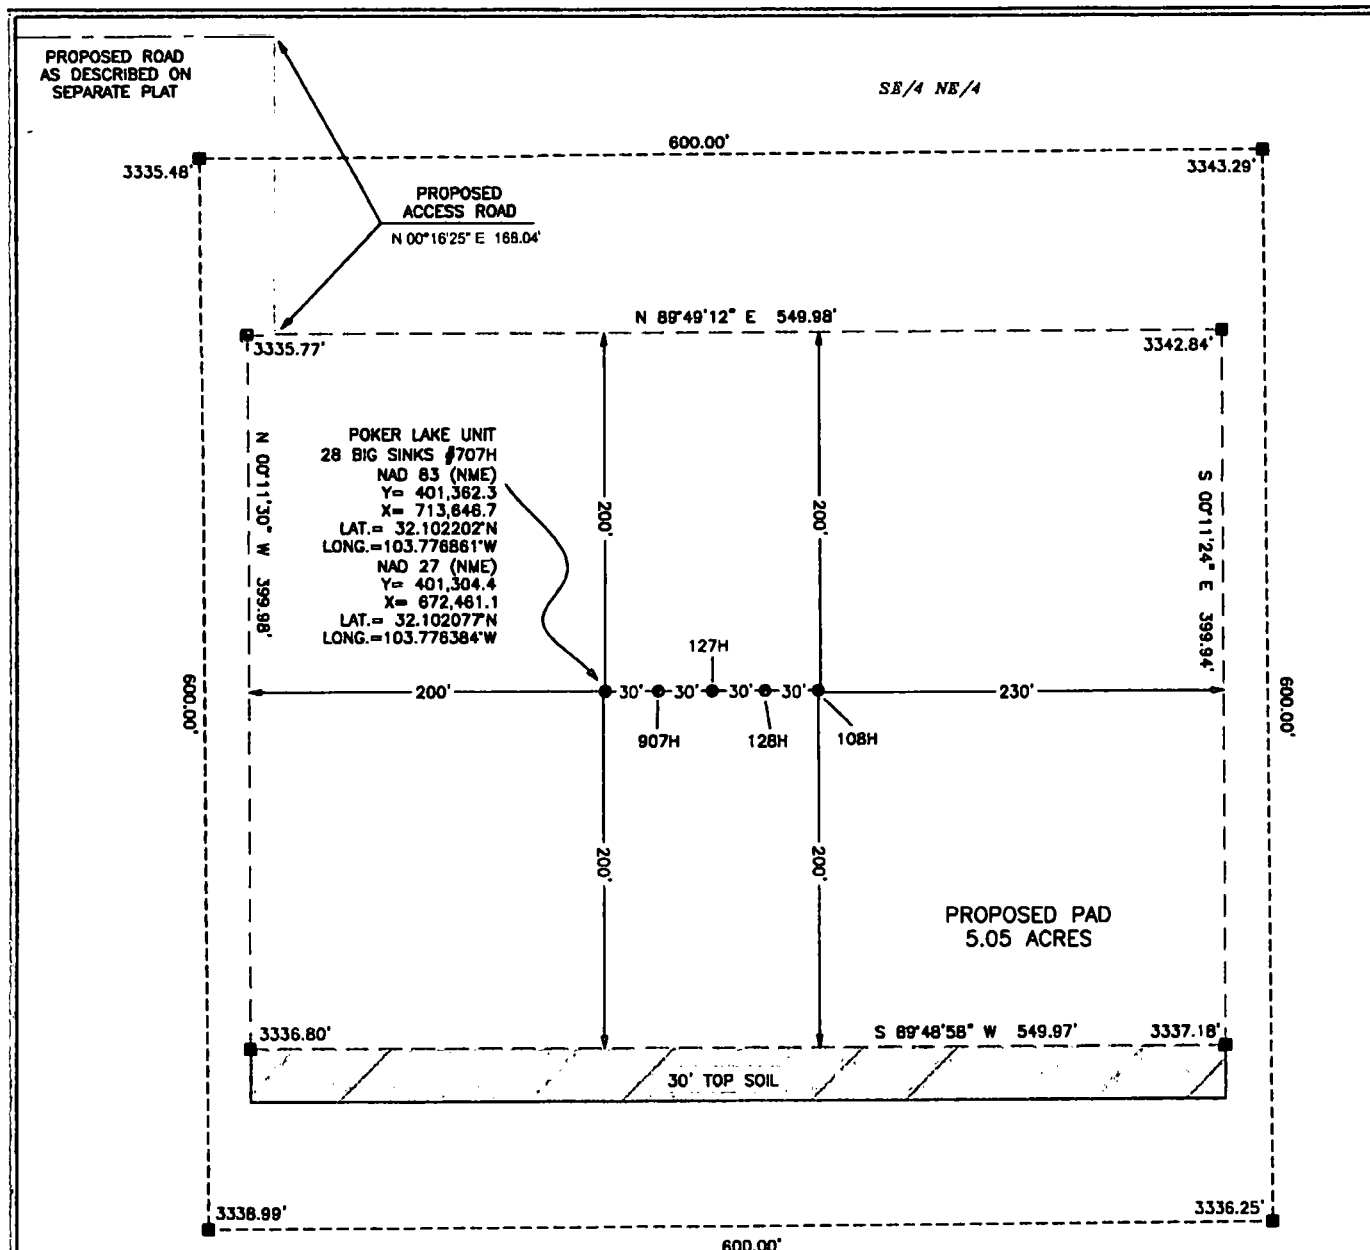 PROPOSED ROAD
AS DESCRIBED ON
SEPARATE PLAT
SE/4 NE/4
600.00'
3335.48'
3343.29'
PROPOSED
ACCESS ROAD
N 00°16'25" E 168.04'
N 89°49'12" E 549.98'
3335.77'
3342.84'
POKER LAKE UNIT
28 BIG SINKS #707H
NAD 83 (NME)
Y= 401,362.3
X= 713,646.7
LAT.= 32.102202°N
LONG.=103.776861°W
NAD 27 (NME)
Y= 401,304.4
X= 672,461.1
LAT.= 32.102077°N
LONG.=103.776384°W
N 00°11'30" W 399.98'
200'
200'
S 00°11'24" E 399.94'
127H
600.00'
200'
30'
30'
30'
30'
230'
600.00'
907H
128H
108H
200'
200'
PROPOSED PAD
5.05 ACRES
3336.80'
S 89°48'58" W 549.97'
3337.18'
30' TOP SOIL
3338.99'
3336.25'
600.00'